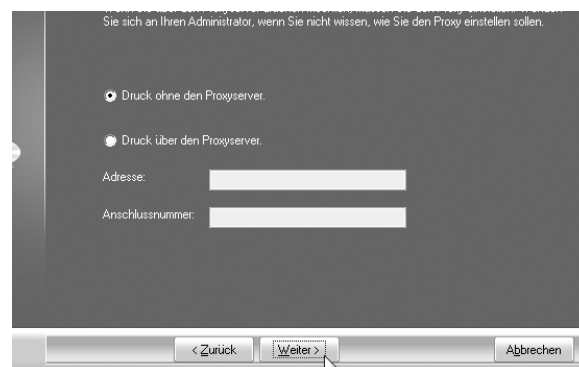 Sie sich an Ihren Administrator, wenn Sie nicht wissen, wie Sie den Proxy einstellen sollen.
Druck ohne den Proxyserver.
Druck über den Proxyserver.
Adresse:
Anschlussnummer:
< Zurück
Weiter >
Abbrechen